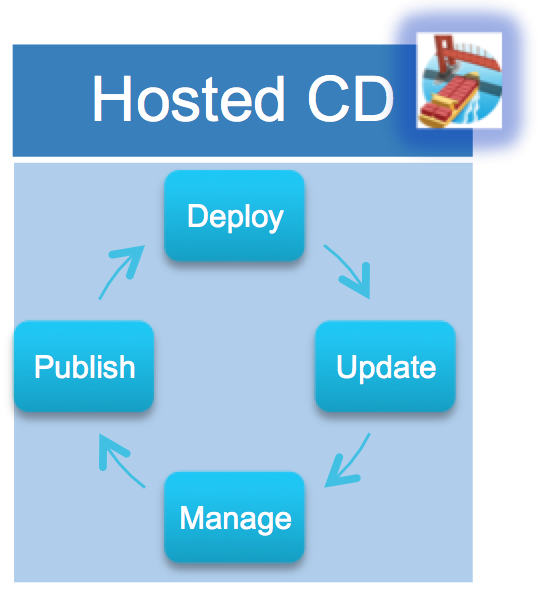 Hosted CD
Deploy
Publish
Update
Manage